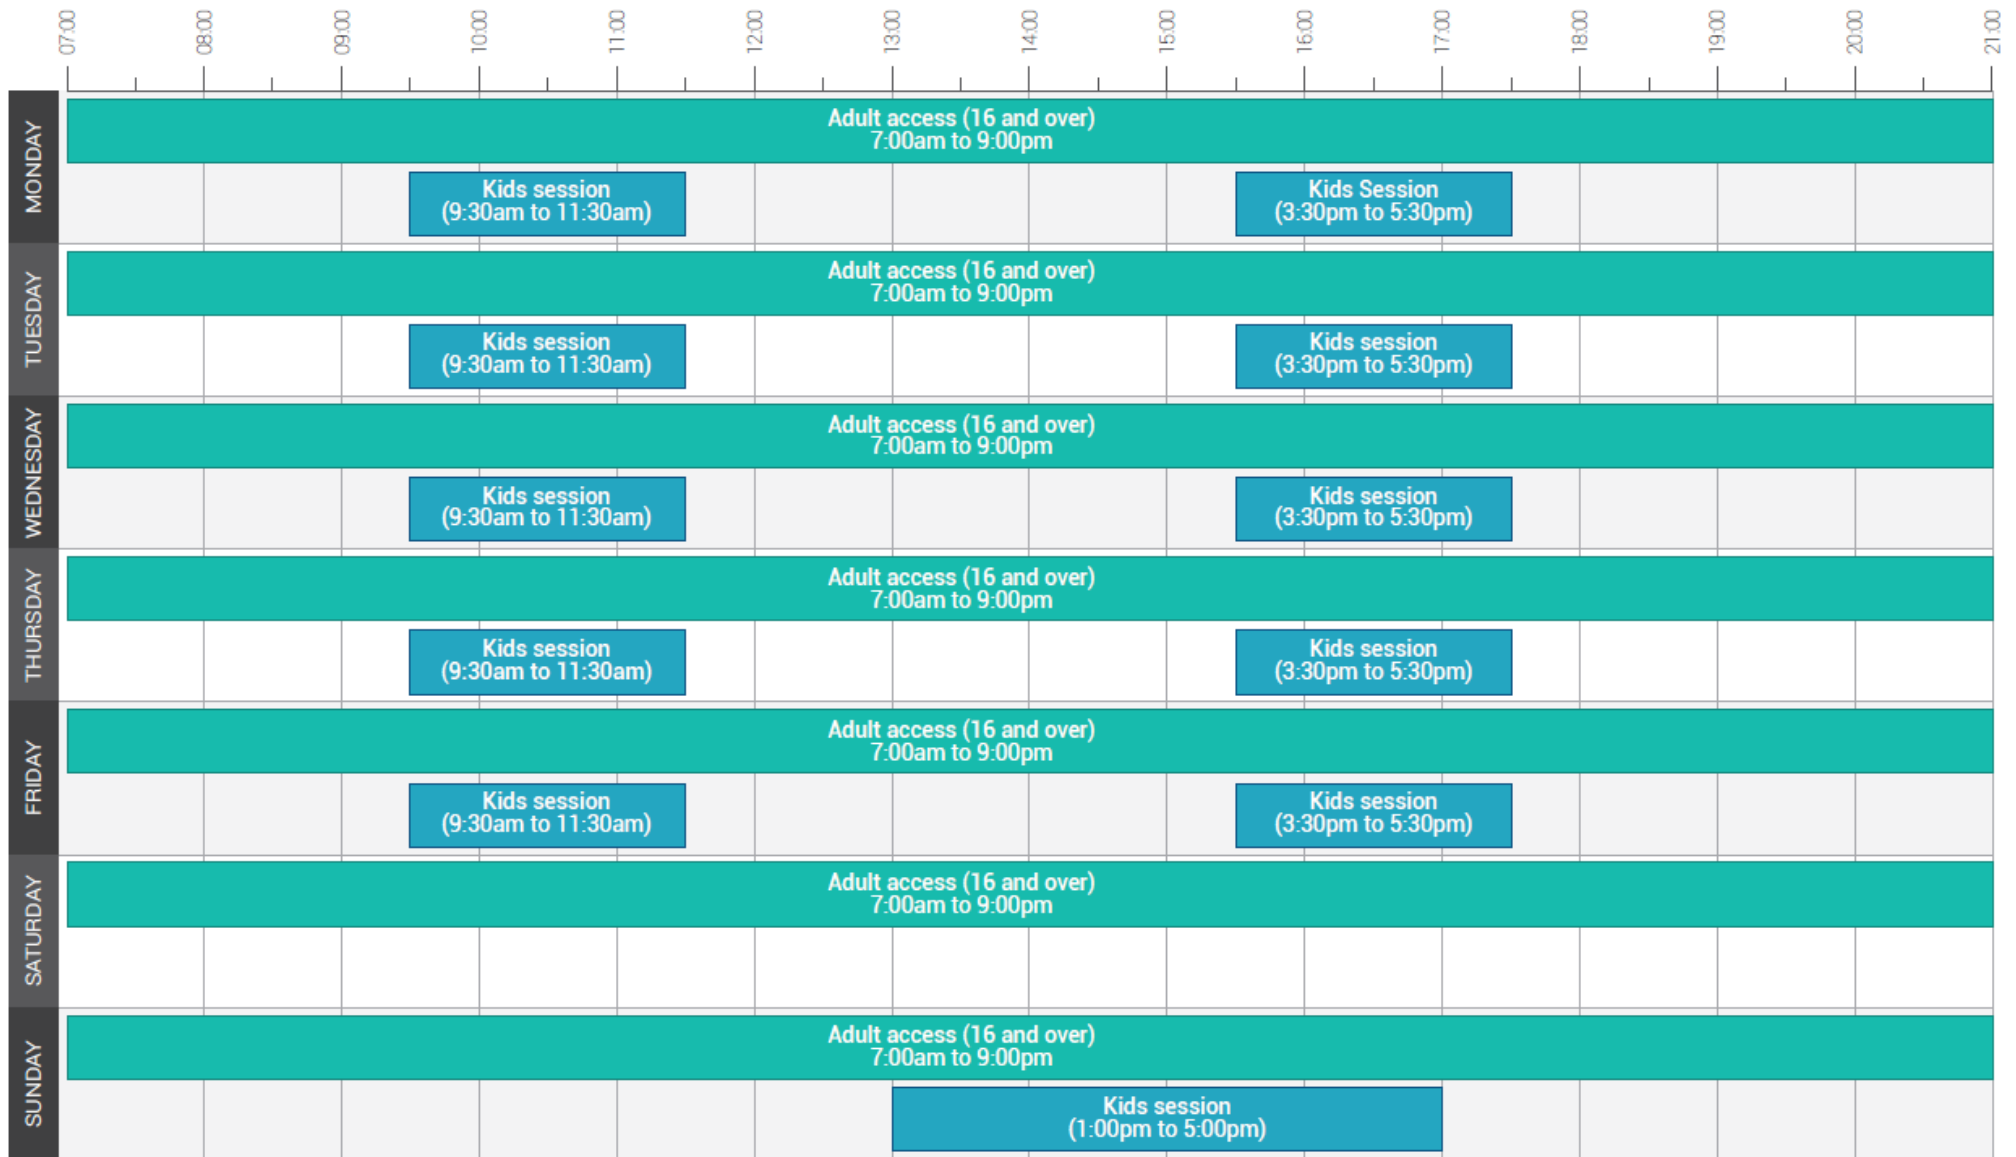 07:00 08:00 09:00 10:00 11:00 12:00 13:00 14:00 15:00 16:00 17:00 18:00 19:00 20:00 21:00
MONDAY
Adult access (16 and over)
7:00am to 9:00pm
Kids session
(9:30am to 11:30am)
Kids Session
(3:30pm to 5:30pm)
TUESDAY
Adult access (16 and over)
7:00am to 9:00pm
Kids session
(9:30am to 11:30am)
Kids session
(3:30pm to 5:30pm)
WEDNESDAY
Adult access (16 and over)
7:00am to 9:00pm
Kids session
(9:30am to 11:30am)
Kids session
(3:30pm to 5:30pm)
THURSDAY
Adult access (16 and over)
7:00am to 9:00pm
Kids session
(9:30am to 11:30am)
Kids session
(3:30pm to 5:30pm)
FRIDAY
Adult access (16 and over)
7:00am to 9:00pm
Kids session
(9:30am to 11:30am)
Kids session
(3:30pm to 5:30pm)
SATURDAY
Adult access (16 and over)
7:00am to 9:00pm
SUNDAY
Adult access (16 and over)
7:00am to 9:00pm
Kids session
(1:00pm to 5:00pm)